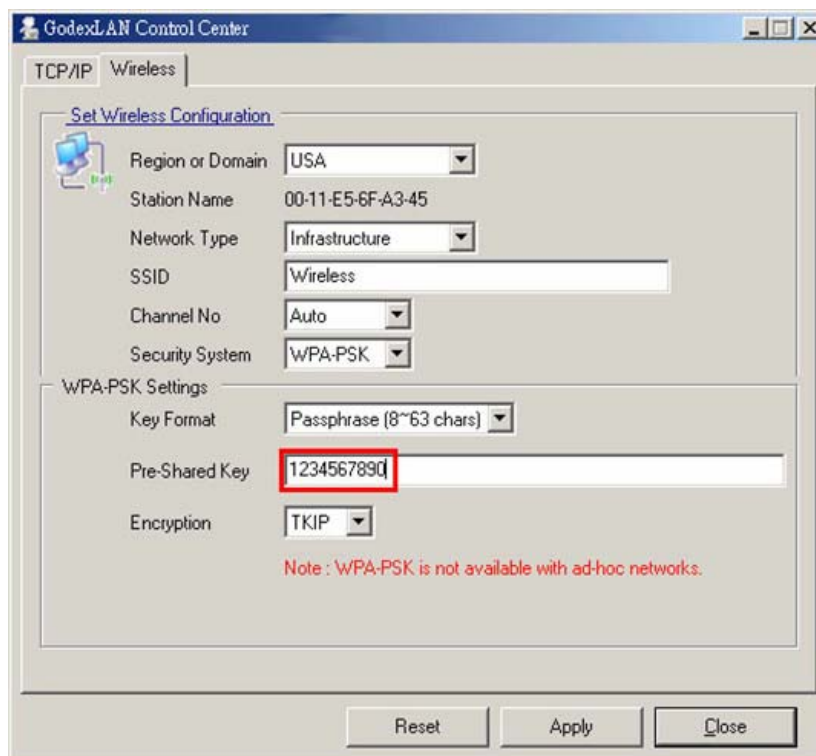 GodexLAN Control Center
TCP/IP Wireless
Set Wireless Configuration
Region or Domain USA
Station Name 00-11-E5-6F-A3-45
Network Type Infrastructure
SSID Wireless
Channel No Auto
Security System WPA-PSK
WPA-PSK Settings
Key Format Passphrase (8~63 chars)
Pre-Shared Key 1234567890
Encryption TKIP
Note : WPA-PSK is not available with ad-hoc networks.
Reset Apply Close